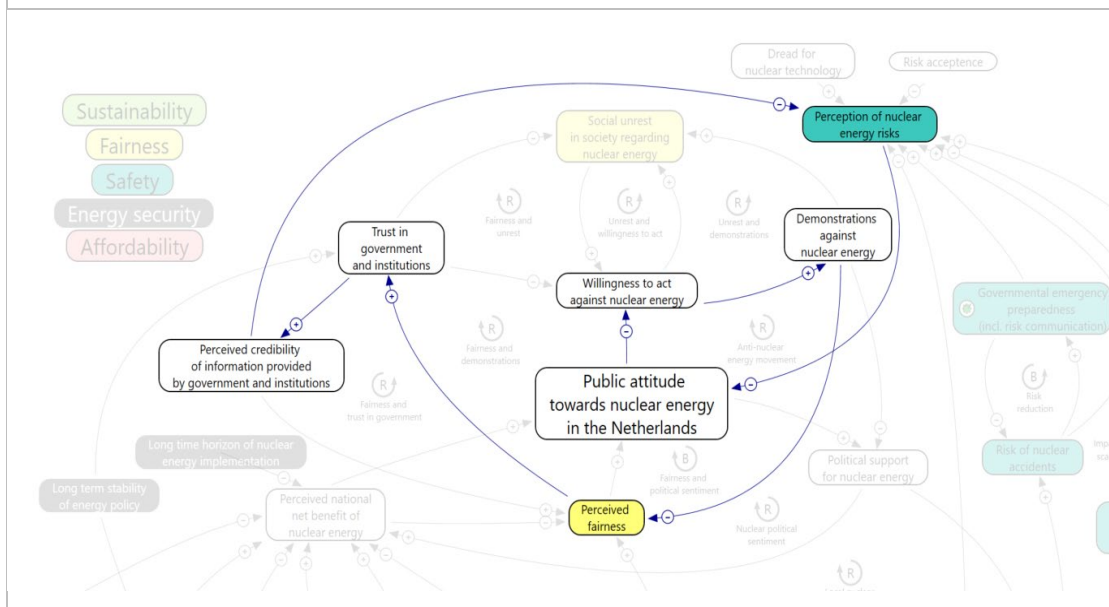 Dread for
nuclear technology
Risk acceptence
Sustainability
Fairness
Safety
Energy security
Affordability
Social unrest
in society regarding
nuclear energy
Perception of nuclear
energy risks
R
Fairness and
unrest
R
Unrest and
willingness to act
R
Unrest and
demonstrations
Trust in
government
and institutions
Demonstrations
against
nuclear energy
Willingness to act
against nuclear energy
Governmental emergency
preparedness
(incl. risk communication)
R
Fairness and
demonstrations
R
Anti-nuclear
energy movement
Perceived credibility
of information provided
by government and institutions
R
Fairness and
trust in government
Public attitude
towards nuclear energy
in the Netherlands
B
Risk
reduction
Long time horizon of nuclear
energy implementation
Long term stability
of energy policy
B
Fairness and
political sentiment
Political support
for nuclear energy
Risk of nuclear
accidents
Perceived national
net benefit of
nuclear energy
Perceived
fairness
R
Nuclear political
sentiment
R